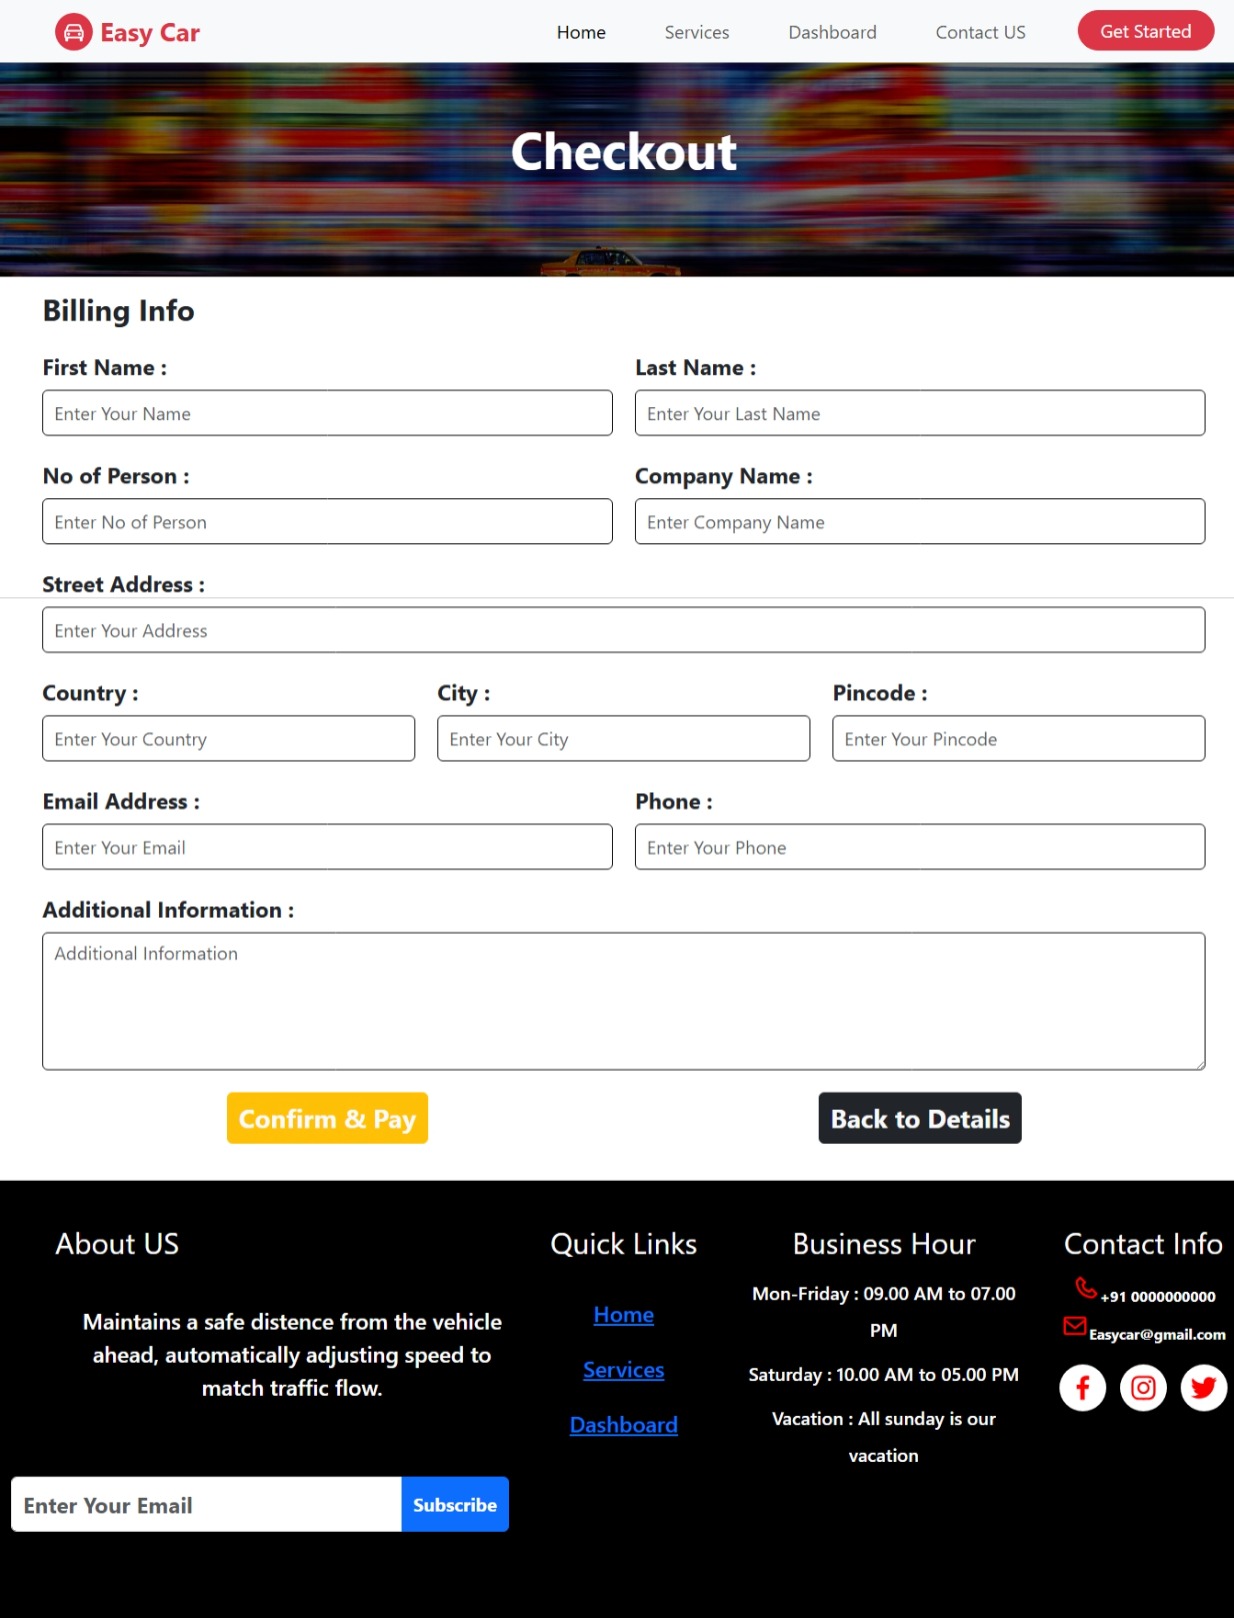 Easy Car
Home
Services
Dashboard
Contact US
Get Started
Checkout
Billing Info
First Name :
Last Name :
Enter Your Name
Enter Your Last Name
No of Person :
Company Name :
Enter No of Person
Enter Company Name
Street Address :
Enter Your Address
Country :
City :
Pincode :
Enter Your Country
Enter Your City
Enter Your Pincode
Email Address :
Phone :
Enter Your Email
Enter Your Phone
Additional Information :
Additional Information
Confirm & Pay
Back to Details
About US
Maintains a safe distence from the vehicle
ahead, automatically adjusting speed to
match traffic flow.
Enter Your Email
Subscribe
Quick Links
Home
Services
Dashboard
Business Hour
Mon-Friday : 09.00 AM to 07.00
PM
Saturday : 10.00 AM to 05.00 PM
Vacation : All sunday is our
vacation
Contact Info
+91 0000000000
Easycar@gmail.com